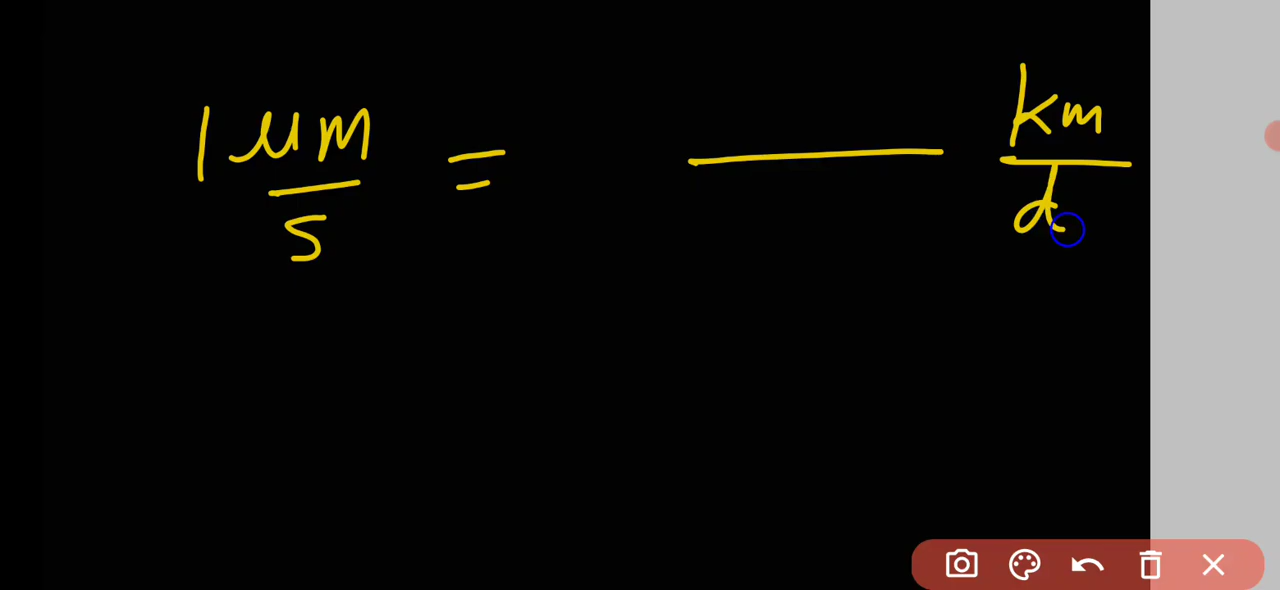 1 μm/s = ______ km/d